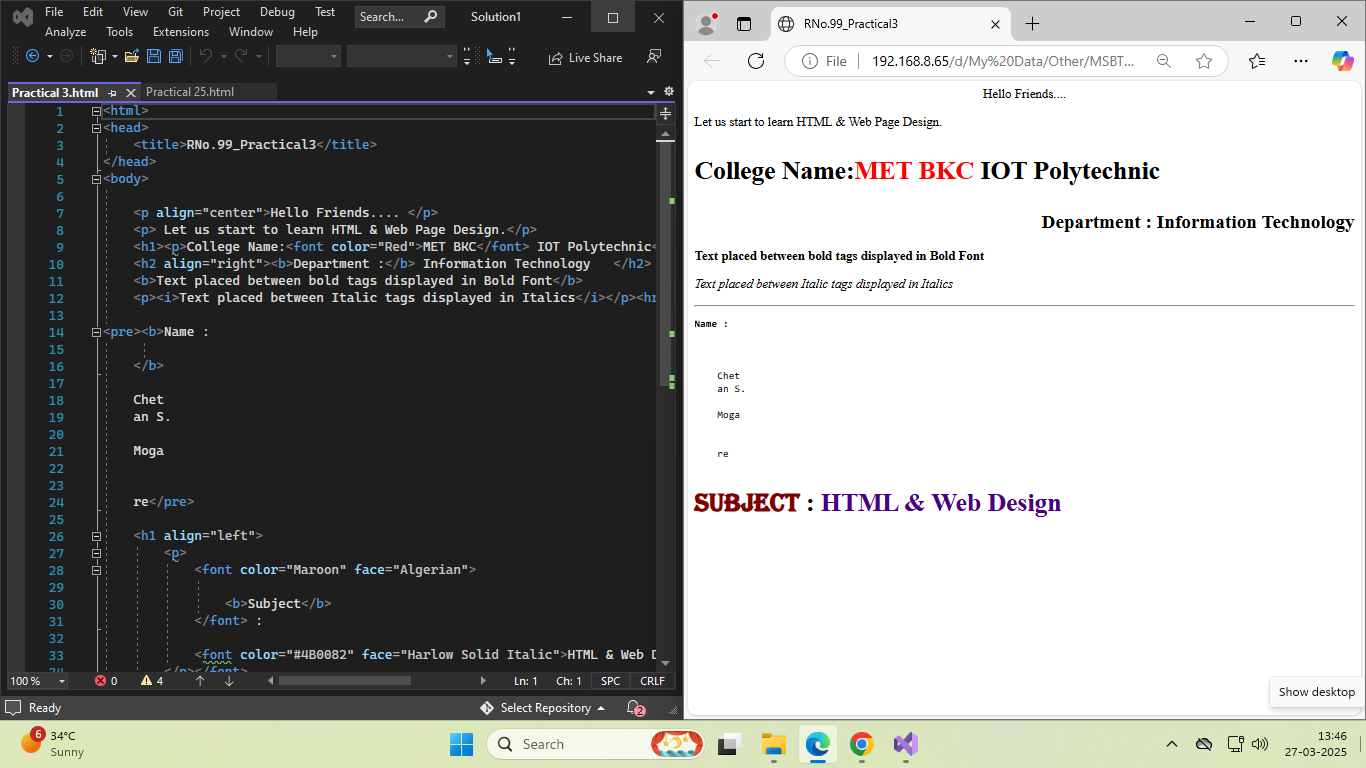 File Edit View Git Project Debug Test Search... Solution1
Analyze Tools Extensions Window Help
Live Share
Practical 3.html Practical 25.html
1 <html>
2 <head>
3 <title>RNo.99_Practical3</title>
4 </head>
5 <body>
6
7 <p align="center">Hello Friends.... </p>
8 <p> Let us start to learn HTML & Web Page Design.</p>
9 <h1><p>College Name:<font color="Red">MET BKC</font> IOT Polytechnic<
10 <h2 align="right"><b>Department :</b> Information Technology </h2>
11 <b>Text placed between bold tags displayed in Bold Font</b>
12 <p><i>Text placed between Italic tags displayed in Italics</i></p><hr
13
14 <pre><b>Name :
15
16 </b>
17
18 Chet
19 an S.
20
21 Moga
22
23
24 re</pre>
25
26 <h1 align="left">
27 <p>
28 <font color="Maroon" face="Algerian">
29
30 <b>Subject</b>
31 </font> :
32
33 <font color="#4B0082" face="Harlow Solid Italic">HTML & Web D
34 </p></font>
100 % 0 4 Ln: 1 Ch: 1 SPC CRLF
Ready Select Repository 2
RNo.99_Practical3
File 192.168.8.65/d/My%20Data/Other/MSBT...
Hello Friends....
Let us start to learn HTML & Web Page Design.
College Name:MET BKC IOT Polytechnic
Department : Information Technology
Text placed between bold tags displayed in Bold Font
Text placed between Italic tags displayed in Italics
Name :
Chet
an S.
Moga
re
SUBJECT : HTML & Web Design
Show desktop
6 34°C
Sunny
Search
13:46
27-03-2025